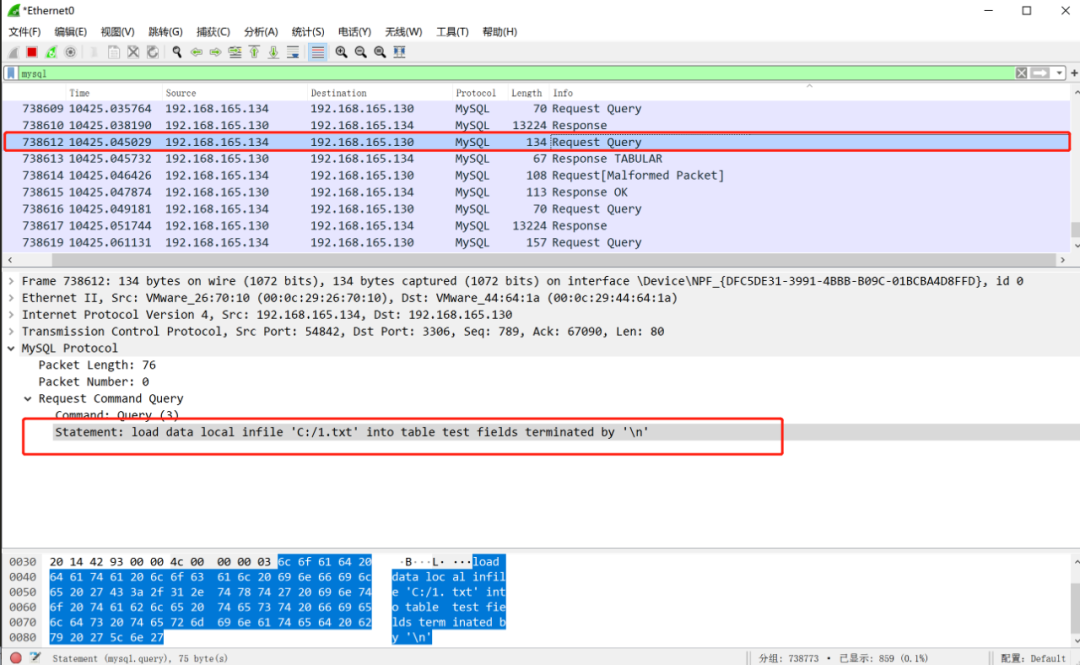 *Ethernet0
文件(F) 编辑(E) 视图(V) 跳转(G) 捕获(C) 分析(A) 统计(S) 电话(Y) 无线(W) 工具(T) 帮助(H)
mysql
Time Source Destination Protocol Length Info
738609 10425.035764 192.168.165.134 192.168.165.130 MySQL 70 Request Query
738610 10425.038190 192.168.165.130 192.168.165.134 MySQL 13224 Response
738612 10425.045029 192.168.165.134 192.168.165.130 MySQL 134 Request Query
738613 10425.045732 192.168.165.130 192.168.165.134 MySQL 67 Response TABULAR
738614 10425.046426 192.168.165.134 192.168.165.130 MySQL 108 Request[Malformed Packet]
738615 10425.047874 192.168.165.130 192.168.165.134 MySQL 113 Response OK
738616 10425.049181 192.168.165.134 192.168.165.130 MySQL 70 Request Query
738617 10425.051744 192.168.165.130 192.168.165.134 MySQL 13224 Response
738619 10425.061131 192.168.165.134 192.168.165.130 MySQL 157 Request Query
Frame 738612: 134 bytes on wire (1072 bits), 134 bytes captured (1072 bits) on interface \Device\NPF_{DFC5DE31-3991-4BBB-B09C-01BCBA4D8FFD}, id 0
Ethernet II, Src: VMware_26:70:10 (00:0c:29:26:70:10), Dst: VMware_44:64:1a (00:0c:29:44:64:1a)
Internet Protocol Version 4, Src: 192.168.165.134, Dst: 192.168.165.130
Transmission Control Protocol, Src Port: 54842, Dst Port: 3306, Seq: 789, Ack: 67090, Len: 80
MySQL Protocol
Packet Length: 76
Packet Number: 0
Request Command Query
Command: Query (3)
Statement: load data local infile 'C:/1.txt' into table test fields terminated by '\n'
0030 20 14 42 93 00 00 4c 00 00 00 03 6c 6f 61 64 20 ·B···L· ···load
0040 64 61 74 61 20 6c 6f 63 61 6c 20 69 6e 66 69 6c data loc al infil
0050 65 20 27 43 3a 2f 31 2e 74 78 74 27 20 69 6e 74 e 'C:/1. txt' int
0060 6f 20 74 61 62 6c 65 20 74 65 73 74 20 66 69 65 o table test fie
0070 6c 64 73 20 74 65 72 6d 69 6e 61 74 65 64 20 62 lds term inated b
0080 79 20 27 5c 6e 27 y '\n'
Statement (mysql.query), 75 byte(s) 分组: 738773 · 已显示: 859 (0.1%) 配置: Default